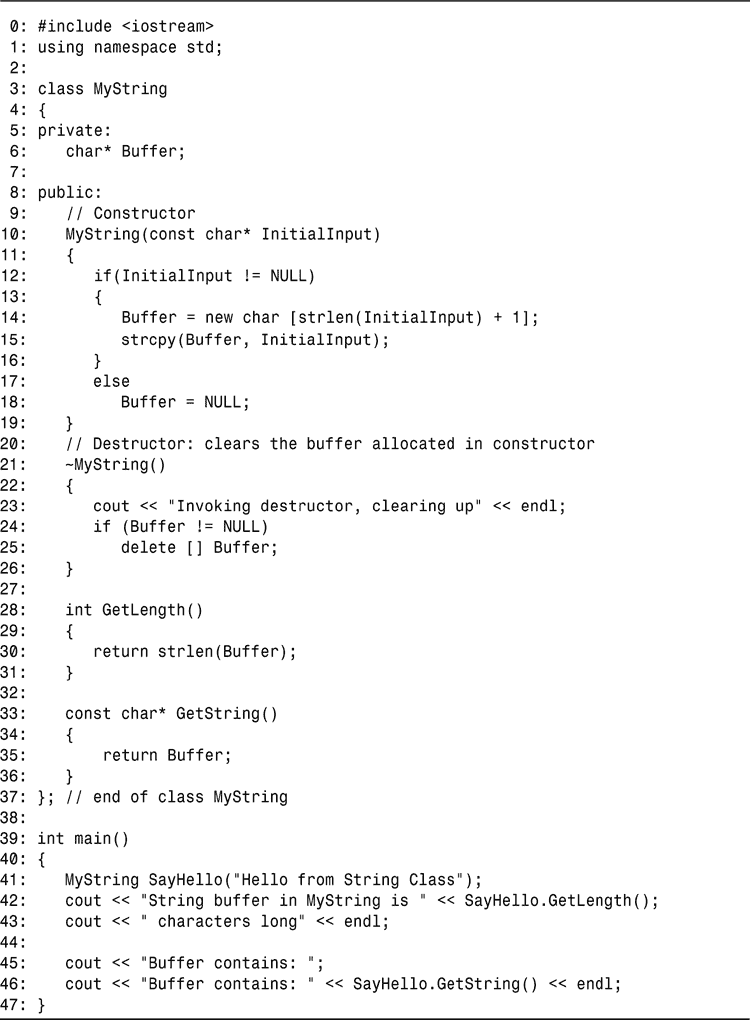 0: #include <iostream>
1: using namespace std;
2:
3: class MyString
4: {
5: private:
6:    char* Buffer;
7:
8: public:
9:    // Constructor
10:    MyString(const char* InitialInput)
11:    {
12:       if(InitialInput != NULL)
13:       {
14:          Buffer = new char [strlen(InitialInput) + 1];
15:          strcpy(Buffer, InitialInput);
16:       }
17:       else
18:          Buffer = NULL;
19:    }
20:    // Destructor: clears the buffer allocated in constructor
21:    ~MyString()
22:    {
23:       cout << "Invoking destructor, clearing up" << endl;
24:       if (Buffer != NULL)
25:          delete [] Buffer;
26:    }
27:
28:    int GetLength()
29:    {
30:       return strlen(Buffer);
31:    }
32:
33:    const char* GetString()
34:    {
35:        return Buffer;
36:    }
37: }; // end of class MyString
38:
39: int main()
40: {
41:    MyString SayHello("Hello from String Class");
42:    cout << "String buffer in MyString is " << SayHello.GetLength();
43:    cout << " characters long" << endl;
44:
45:    cout << "Buffer contains: ";
46:    cout << "Buffer contains: " << SayHello.GetString() << endl;
47: }